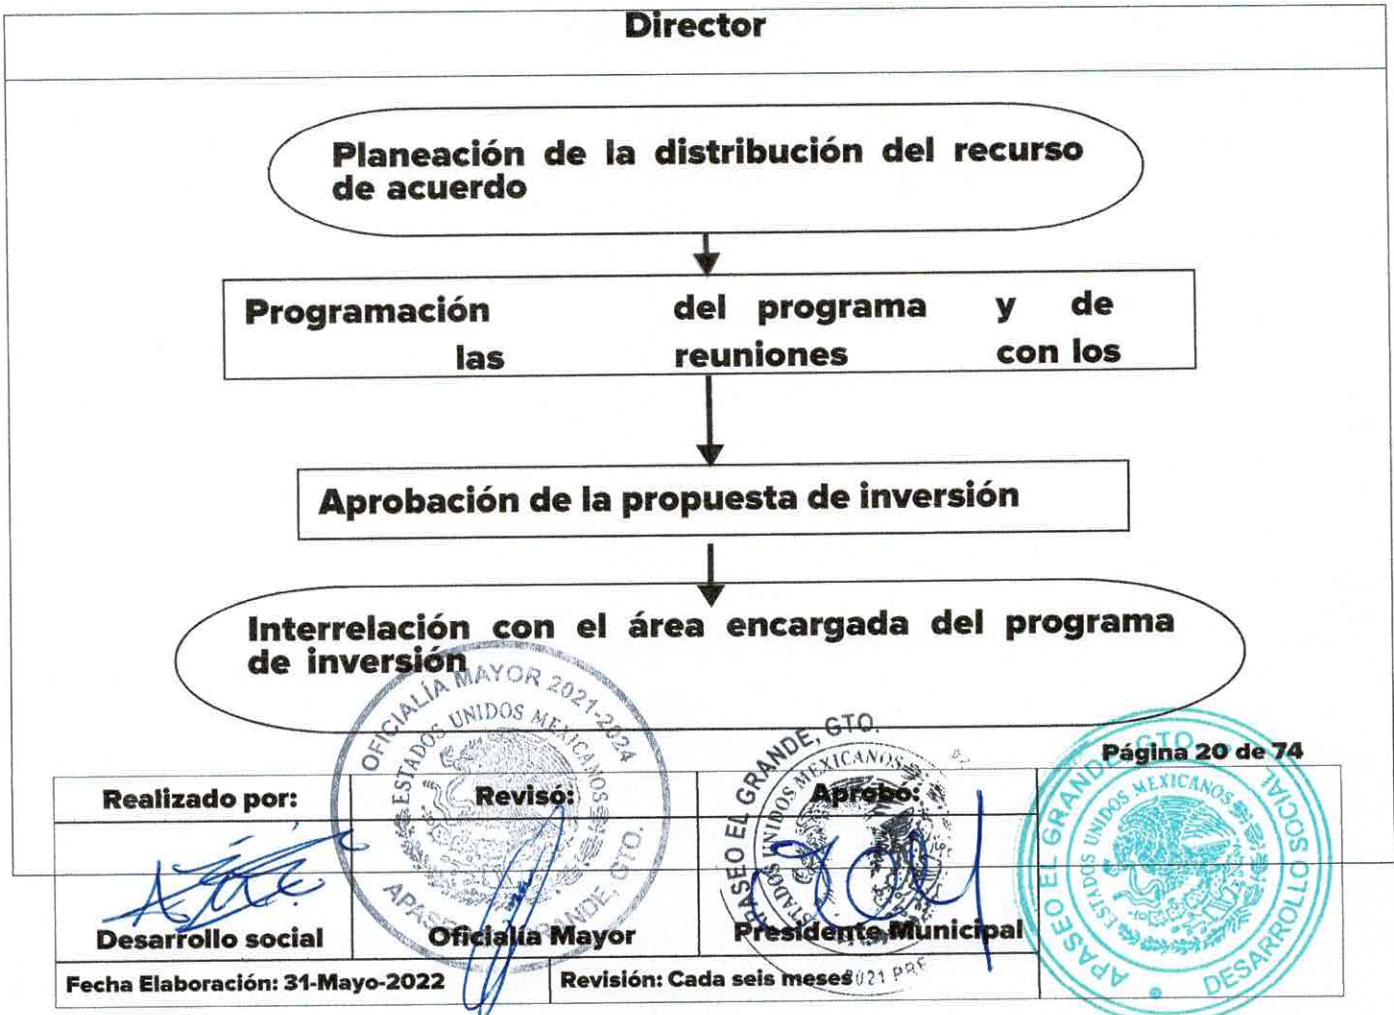 Director
Planeación de la distribución del recurso
de acuerdo
Programación del programa y de
las reuniones con los
Aprobación de la propuesta de inversión
Interrelación con el área encargada del programa
de inversión
OFICIALÍA MAYOR 2021-2024
ESTADOS UNIDOS MEXICANOS
APASEO EL GRANDE, GTO.
APASEO EL GRANDE, GTO.
ESTADOS UNIDOS MEXICANOS
2021
APASEO EL GRANDE, GTO
ESTADOS UNIDOS MEXICANOS
DESARROLLO SOCIAL
Página 20 de 74
Realizado por: Revisó: Aprobó:
Desarrollo social Oficialía Mayor Presidente Municipal
Fecha Elaboración: 31-Mayo-2022 Revisión: Cada seis meses